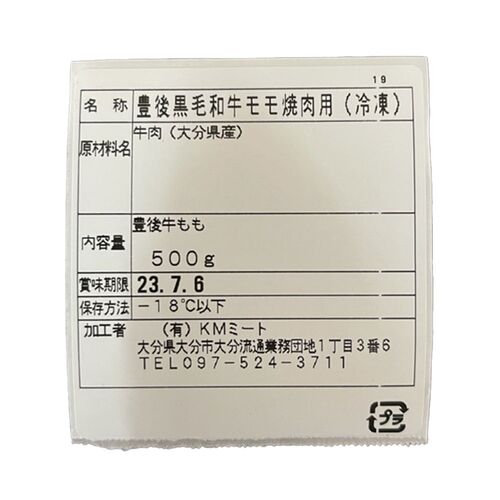 19
名 称 豊後黒毛和牛モモ焼肉用（冷凍）
原材料名 牛肉（大分県産）
内容量 豊後牛もも
５００ｇ
賞味期限 23.7.6
保存方法 －１８℃以下
加工者 （有）ＫＭミート
大分県大分市大分流通業務団地１丁目３番６
ＴＥＬ０９７－５２４－３７１１
プラ